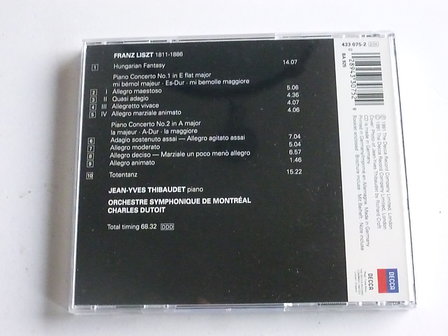 FRANZ LISZT 1811-1886
1 Hungarian Fantasy 14.07
Piano Concerto No.1 in E flat major
mi bémol majeur · Es-Dur · mi bemolle maggiore
2 I Allegro maestoso 5.06
3 II Quasi adagio 4.36
4 III Allegretto vivace 4.07
5 IV Allegro marziale animato 4.06
Piano Concerto No.2 in A major
la majeur · A-Dur · la maggiore
6 Adagio sostenuto assai — Allegro agitato assai 7.04
7 Allegro moderato 5.04
8 Allegro deciso — Marziale un poco meno allegro 6.57
9 Allegro animato 1.46
10 Totentanz 15.22
JEAN-YVES THIBAUDET piano
ORCHESTRE SYMPHONIQUE DE MONTRÉAL
CHARLES DUTOIT
Total timing 68.32 DDD
433 075-2
DECCA
DECCA